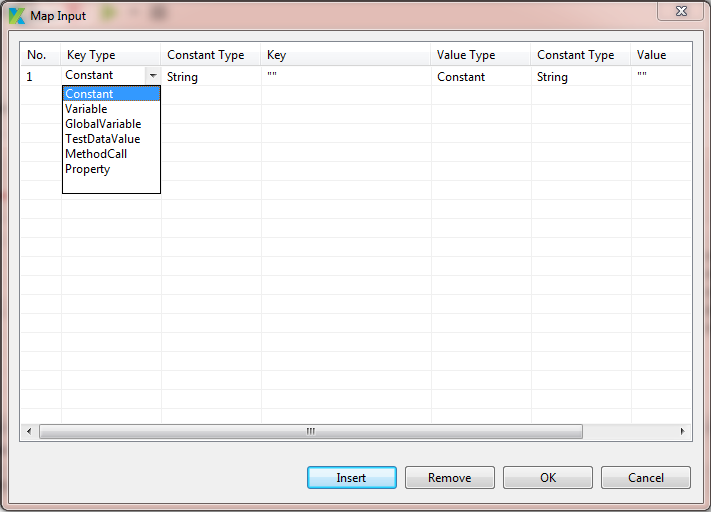 Map Input
No. Key Type Constant Type Key Value Type Constant Type Value
1 Constant String "" Constant String ""
Constant
Variable
GlobalVariable
TestDataValue
MethodCall
Property
Insert Remove OK Cancel